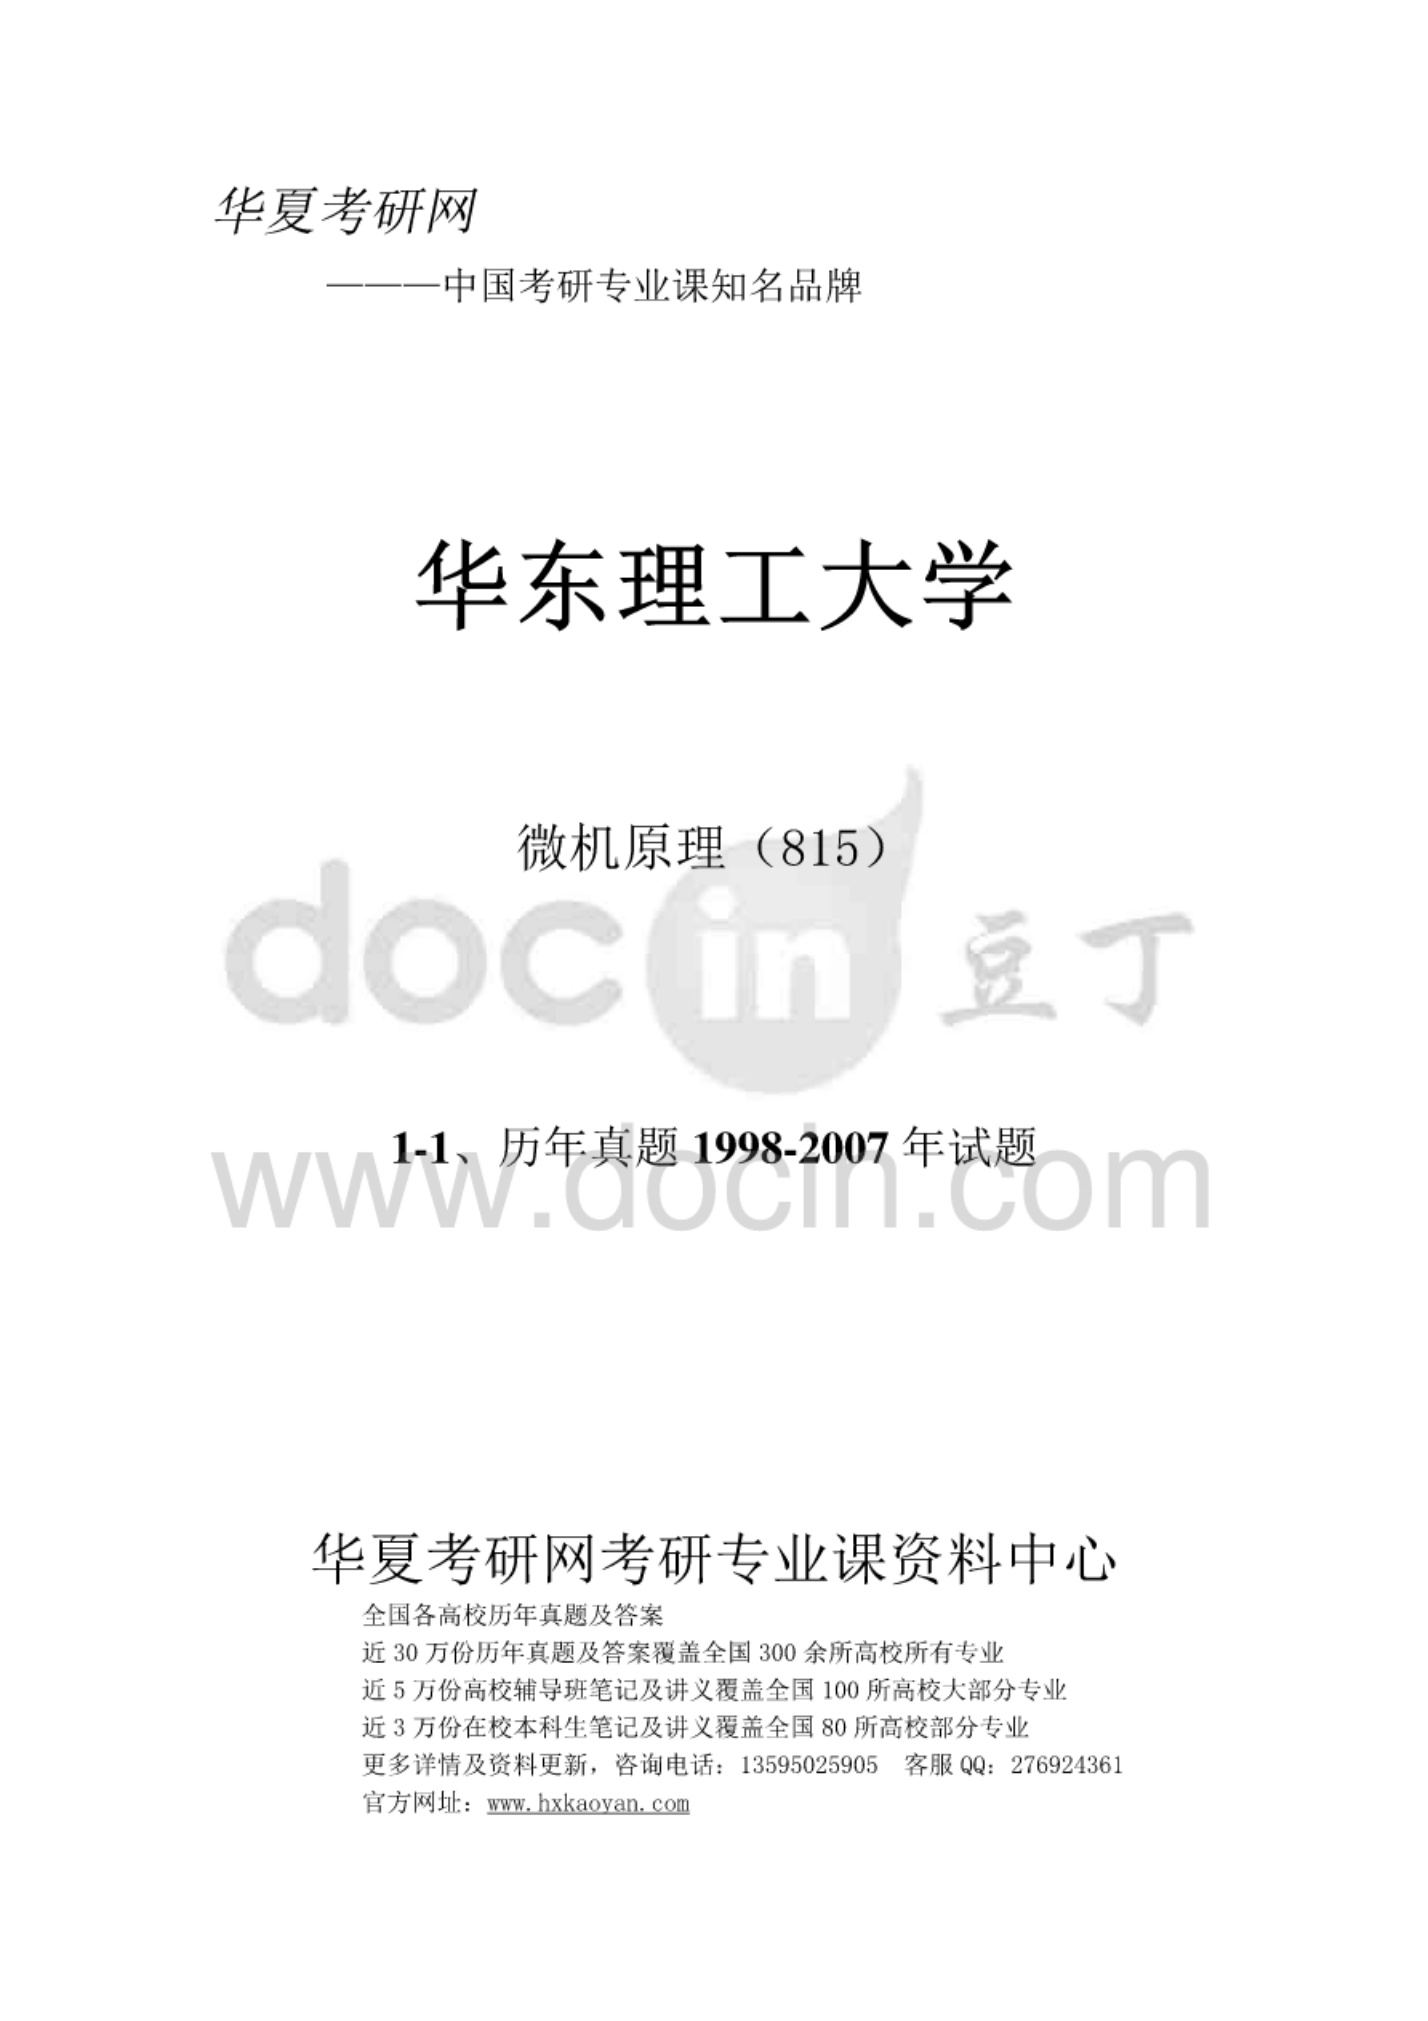 华夏考研网
———中国考研专业课知名品牌
华东理工大学
微机原理（815）
docin 豆丁
1-1、历年真题 1998-2007 年试题
www.docin.com
华夏考研网考研专业课资料中心
全国各高校历年真题及答案
近 30 万份历年真题及答案覆盖全国 300 余所高校所有专业
近 5 万份高校辅导班笔记及讲义覆盖全国 100 所高校大部分专业
近 3 万份在校本科生笔记及讲义覆盖全国 80 所高校部分专业
更多详情及资料更新，咨询电话：13595025905 客服 QQ：276924361
官方网址：www.hxkaoyan.com